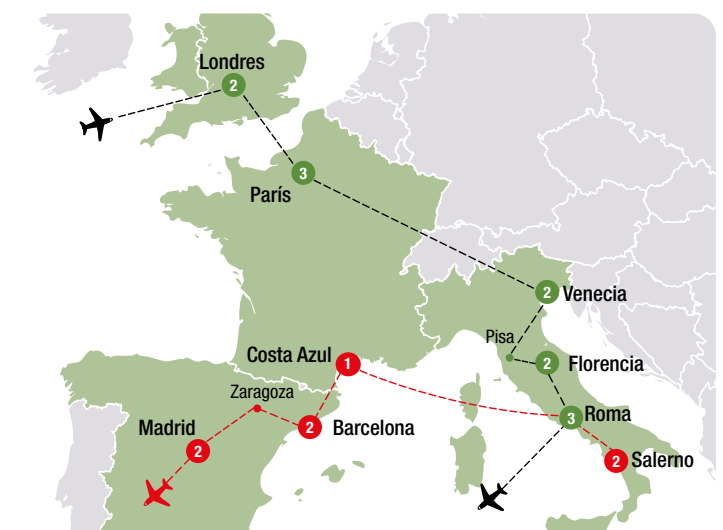 Londres
2
3
París
2
Venecia
Pisa
Costa Azul
1
2
Florencia
Zaragoza
Madrid
2
2
Barcelona
3
Roma
2
Salerno